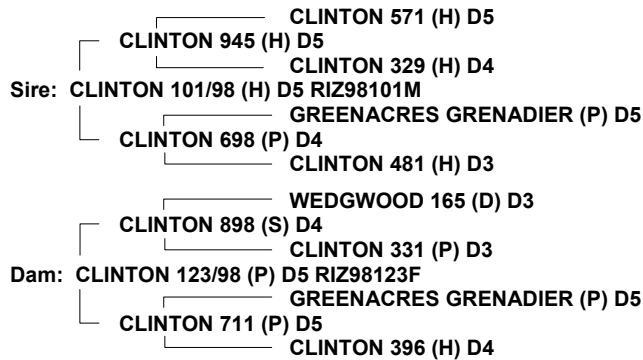 CLINTON 571 (H) D5
CLINTON 945 (H) D5
CLINTON 329 (H) D4
Sire: CLINTON 101/98 (H) D5 RIZ98101M
GREENACRES GRENADIER (P) D5
CLINTON 698 (P) D4
CLINTON 481 (H) D3
WEDGWOOD 165 (D) D3
CLINTON 898 (S) D4
CLINTON 331 (P) D3
Dam: CLINTON 123/98 (P) D5 RIZ98123F
GREENACRES GRENADIER (P) D5
CLINTON 711 (P) D5
CLINTON 396 (H) D4